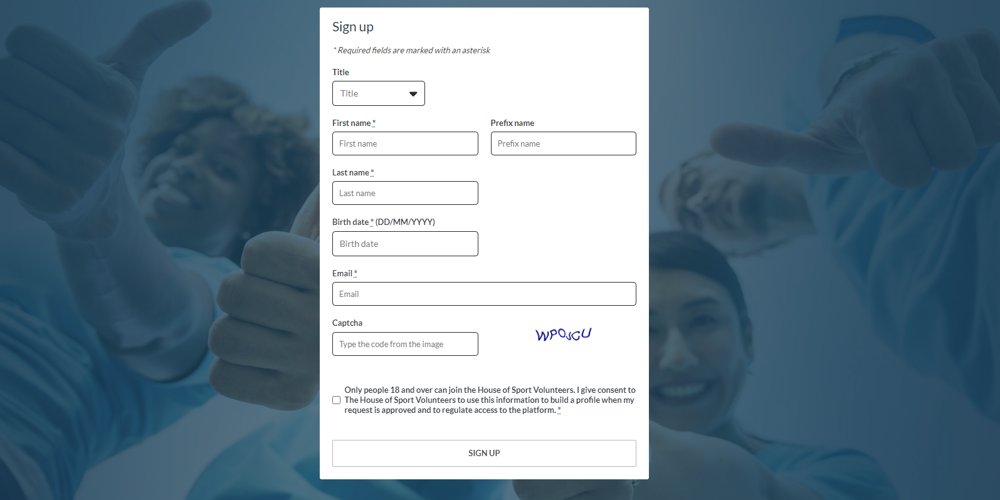 Sign up
* Required fields are marked with an asterisk
Title
Title
First name *
Prefix name
First name
Prefix name
Last name *
Last name
Birth date * (DD/MM/YYYY)
Birth date
Email *
Email
Captcha
Type the code from the image
WPOJCU
Only people 18 and over can join the House of Sport Volunteers. I give consent to
The House of Sport Volunteers to use this information to build a profile when my
request is approved and to regulate access to the platform. *
SIGN UP